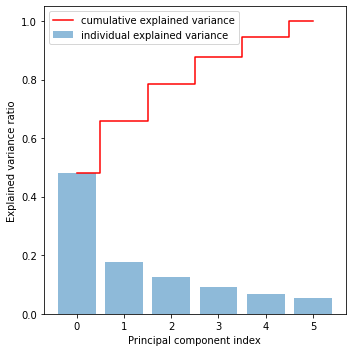 cumulative explained variance
individual explained variance
Explained variance ratio
1.0
0.8
0.6
0.4
0.2
0.0
0 1 2 3 4 5
Principal component index